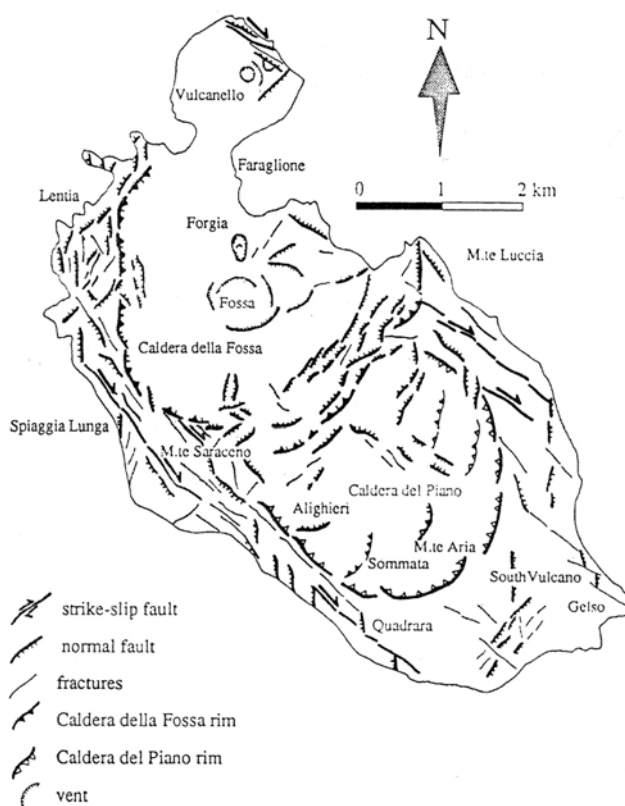 N
Vulcanello
Faraglione
0 1 2 km
Lentia
Forgia
M.te Luccia
Fossa
Caldera della Fossa
Spiaggia Lunga
M.te Saraceno
Caldera del Piano
Alighieri
M.te Aria
Sommata
South Vulcano
Gelso
Quadrara
strike-slip fault
normal fault
fractures
Caldera della Fossa rim
Caldera del Piano rim
vent